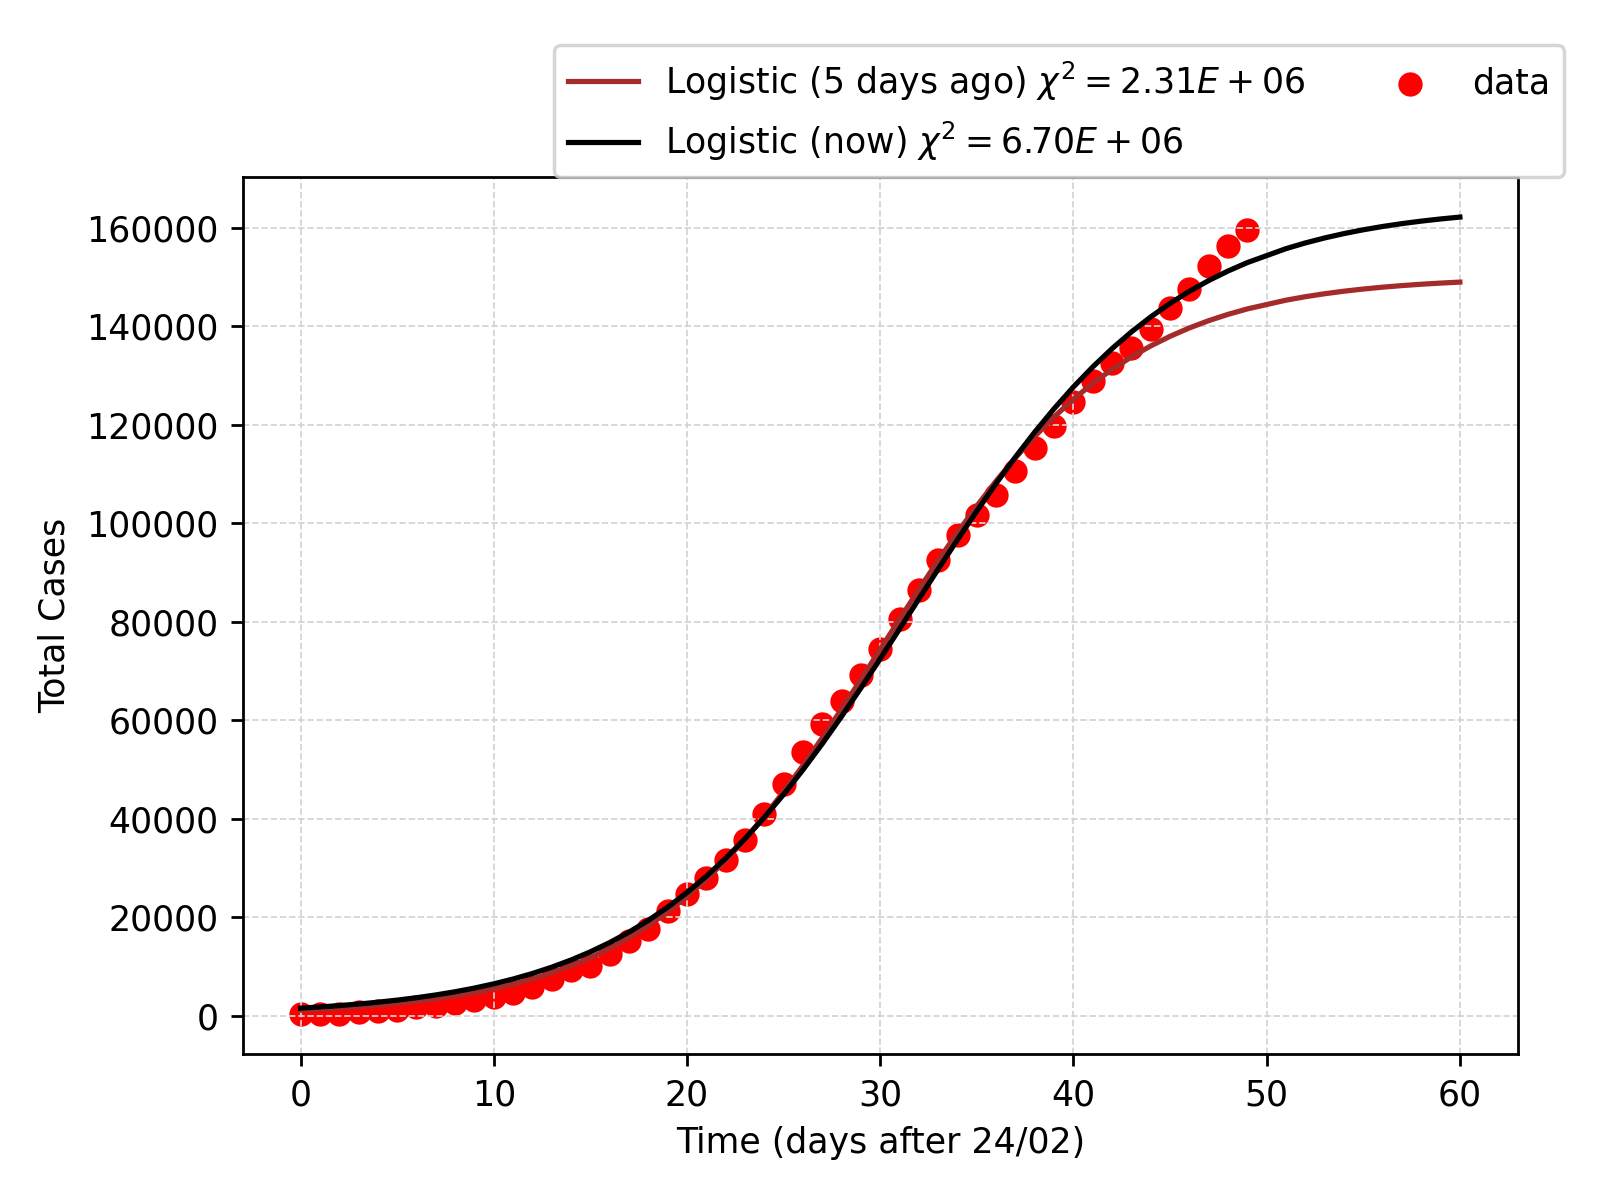 Logistic (5 days ago) χ² = 2.31E + 06
data
Logistic (now) χ² = 6.70E + 06
160000
140000
120000
100000
80000
60000
40000
20000
0
Total Cases
0 10 20 30 40 50 60
Time (days after 24/02)